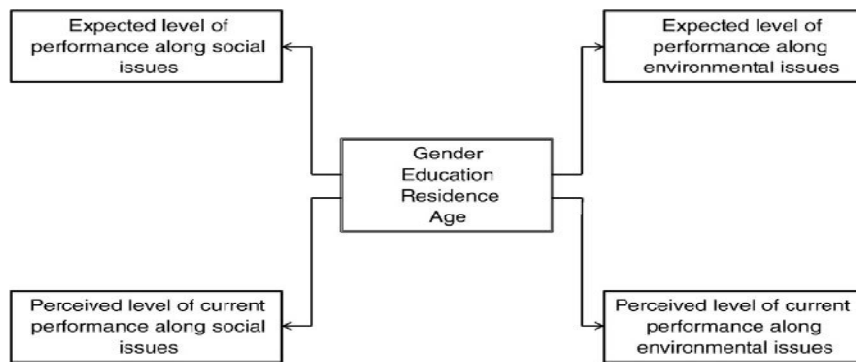 Expected level of
performance along social
issues
Expected level of
performance along
environmental issues
Gender
Education
Residence
Age
Perceived level of current
performance along social
issues
Perceived level of current
performance along
environmental issues